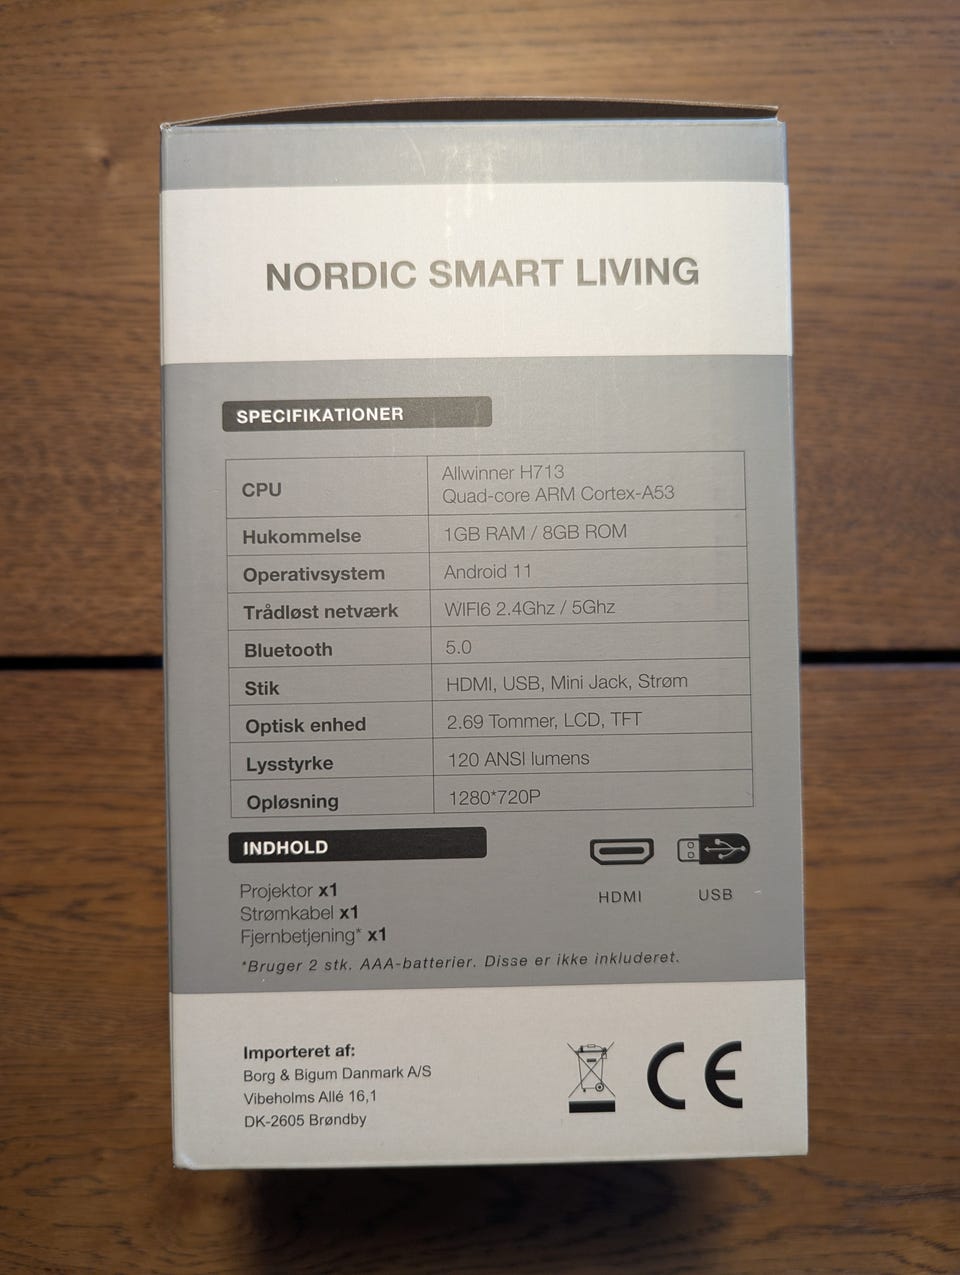 NORDIC SMART LIVING
SPECIFIKATIONER
CPU
Allwinner H713
Quad-core ARM Cortex-A53
Hukommelse 1GB RAM / 8GB ROM
Operativsystem Android 11
Trådløst netværk WIFI6 2.4Ghz / 5Ghz
Bluetooth 5.0
Stik HDMI, USB, Mini Jack, Strøm
Optisk enhed 2.69 Tommer, LCD, TFT
Lysstyrke 120 ANSI lumens
Opløsning 1280*720P
INDHOLD
Projektor x1
Strømkabel x1
Fjernbetjening* x1
*Bruger 2 stk. AAA-batterier. Disse er ikke inkluderet.
HDMI USB
Importeret af:
Borg & Bigum Danmark A/S
Vibeholms Allé 16,1
DK-2605 Brøndby
CE